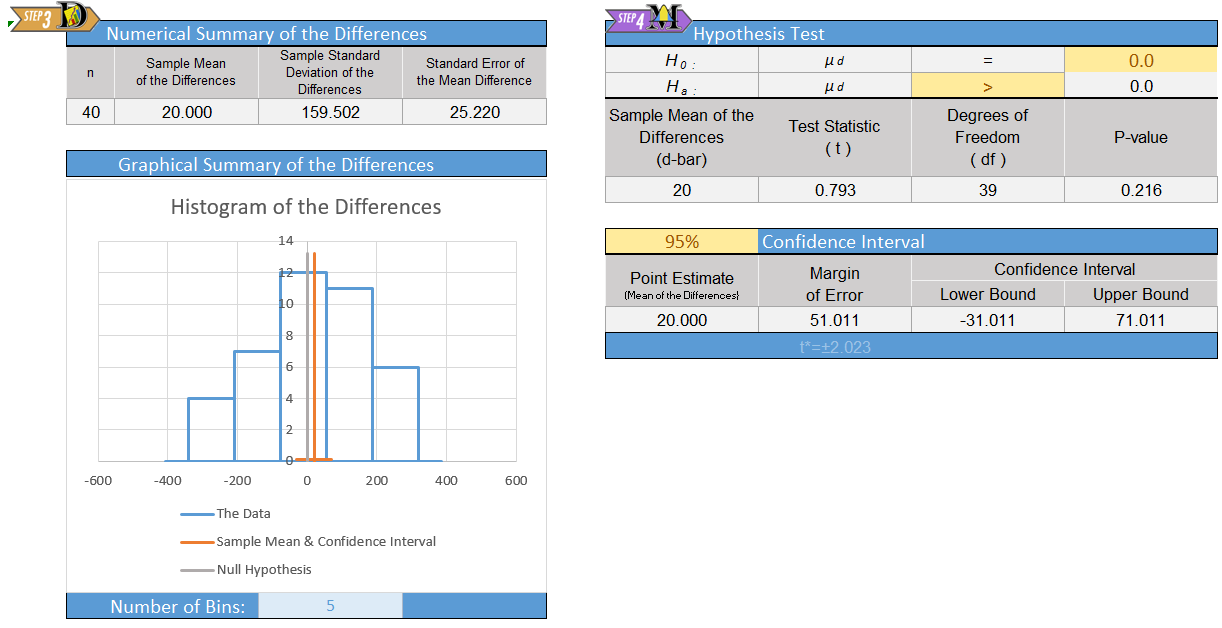 STEP 3 D
Numerical Summary of the Differences
n
Sample Mean
of the Differences
Sample Standard
Deviation of the
Differences
Standard Error of
the Mean Difference
40 20.000 159.502 25.220
Graphical Summary of the Differences
Histogram of the Differences
14
12
10
8
6
4
2
0
-600 -400 -200 0 200 400 600
The Data
Sample Mean & Confidence Interval
Null Hypothesis
Number of Bins: 5
STEP 4 M
Hypothesis Test
H0 : μd = 0.0
Ha : μd > 0.0
Sample Mean of the
Differences
(d-bar)
Test Statistic
( t )
Degrees of
Freedom
( df )
P-value
20 0.793 39 0.216
95% Confidence Interval
Point Estimate
(Mean of the Differences)
Margin
of Error
Confidence Interval
Lower Bound Upper Bound
20.000 51.011 -31.011 71.011
t*=±2.023